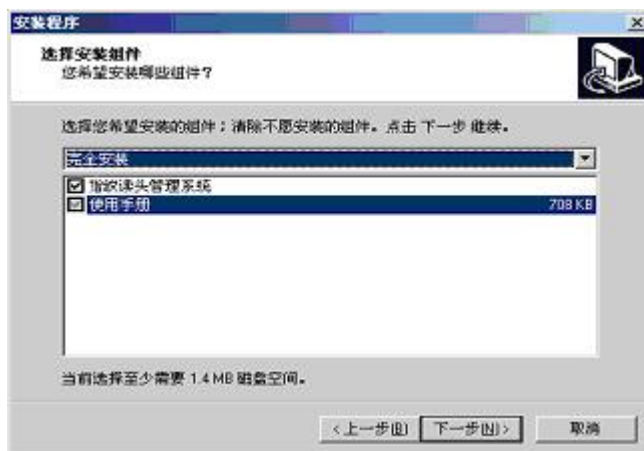 安装程序
选择安装组件
您希望安装哪些组件？
选择您希望安装的组件；清除不愿安装的组件。点击 下一步 继续。
完全安装
指纹读头管理系统
使用手册 708 KB
当前选择至少需要 1.4 MB 磁盘空间。
<上一步(B) 下一步(N)> 取消